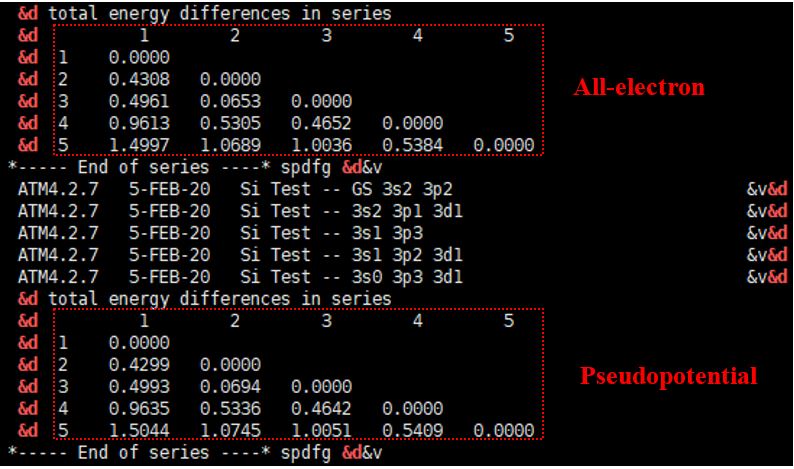 &d total energy differences in series
&d 1 2 3 4 5
&d 1 0.0000
&d 2 0.4308 0.0000
&d 3 0.4961 0.0653 0.0000
All-electron
&d 4 0.9613 0.5305 0.4652 0.0000
&d 5 1.4997 1.0689 1.0036 0.5384 0.0000
*----- End of series ----* spdfg &d&v
ATM4.2.7 5-FEB-20 Si Test -- GS 3s2 3p2 &v&d
ATM4.2.7 5-FEB-20 Si Test -- 3s2 3p1 3d1 &v&d
ATM4.2.7 5-FEB-20 Si Test -- 3s1 3p3 &v&d
ATM4.2.7 5-FEB-20 Si Test -- 3s1 3p2 3d1 &v&d
ATM4.2.7 5-FEB-20 Si Test -- 3s0 3p3 3d1 &v&d
&d total energy differences in series
&d 1 2 3 4 5
&d 1 0.0000
&d 2 0.4299 0.0000
&d 3 0.4993 0.0694 0.0000
Pseudopotential
&d 4 0.9635 0.5336 0.4642 0.0000
&d 5 1.5044 1.0745 1.0051 0.5409 0.0000
*----- End of series ----* spdfg &d&v